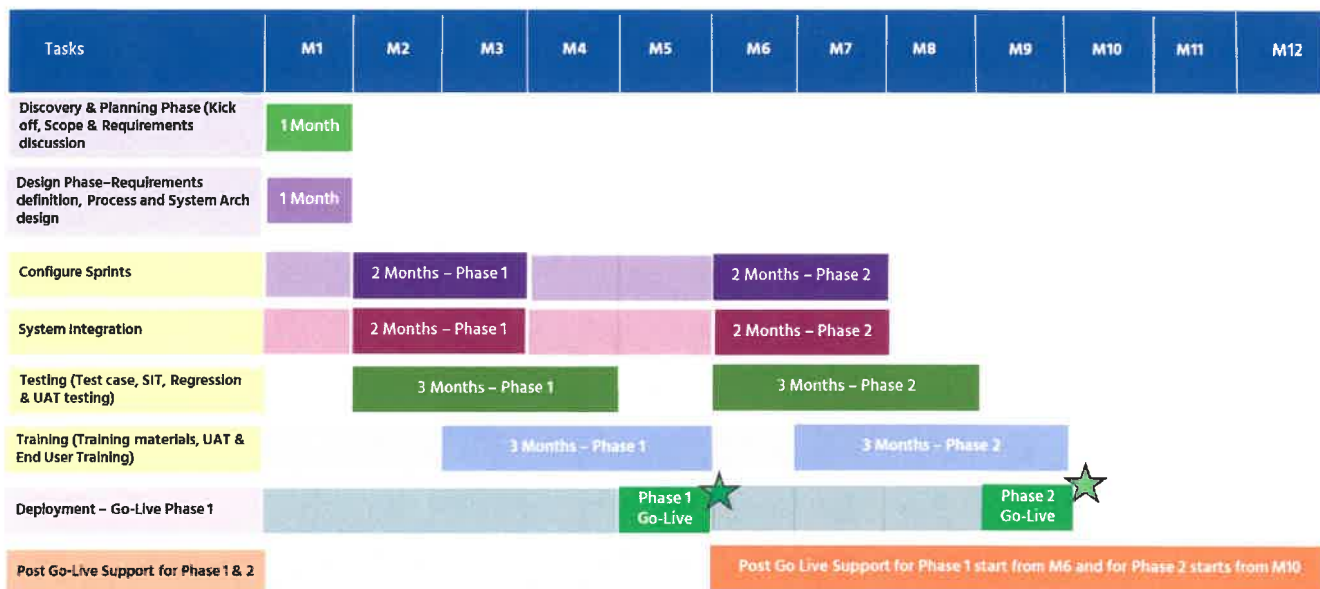 Tasks M1 M2 M3 M4 M5 M6 M7 M8 M9 M10 M11 M12
Discovery & Planning Phase (Kick
off, Scope & Requirements
discussion
1 Month
Design Phase–Requirements
definition, Process and System Arch
design
1 Month
Configure Sprints
2 Months – Phase 1
2 Months – Phase 2
System Integration
2 Months – Phase 1
2 Months – Phase 2
Testing (Test case, SIT, Regression
& UAT testing)
3 Months – Phase 1
3 Months – Phase 2
Training (Training materials, UAT &
End User Training)
3 Months – Phase 1
3 Months – Phase 2
Deployment – Go-Live Phase 1
Phase 1
Go-Live
Phase 2
Go-Live
Post Go-Live Support for Phase 1 & 2
Post Go Live Support for Phase 1 start from M6 and for Phase 2 starts from M10